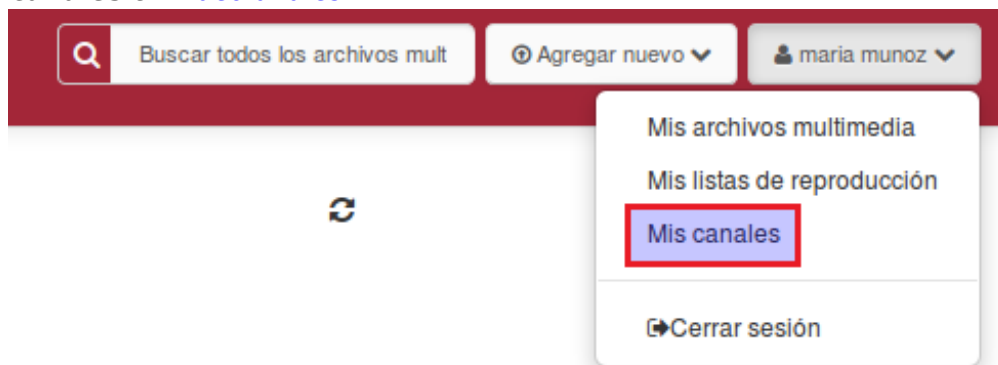 Buscar todos los archivos mult
Agregar nuevo
maria munoz
Mis archivos multimedia
Mis listas de reproducción
Mis canales
Cerrar sesión